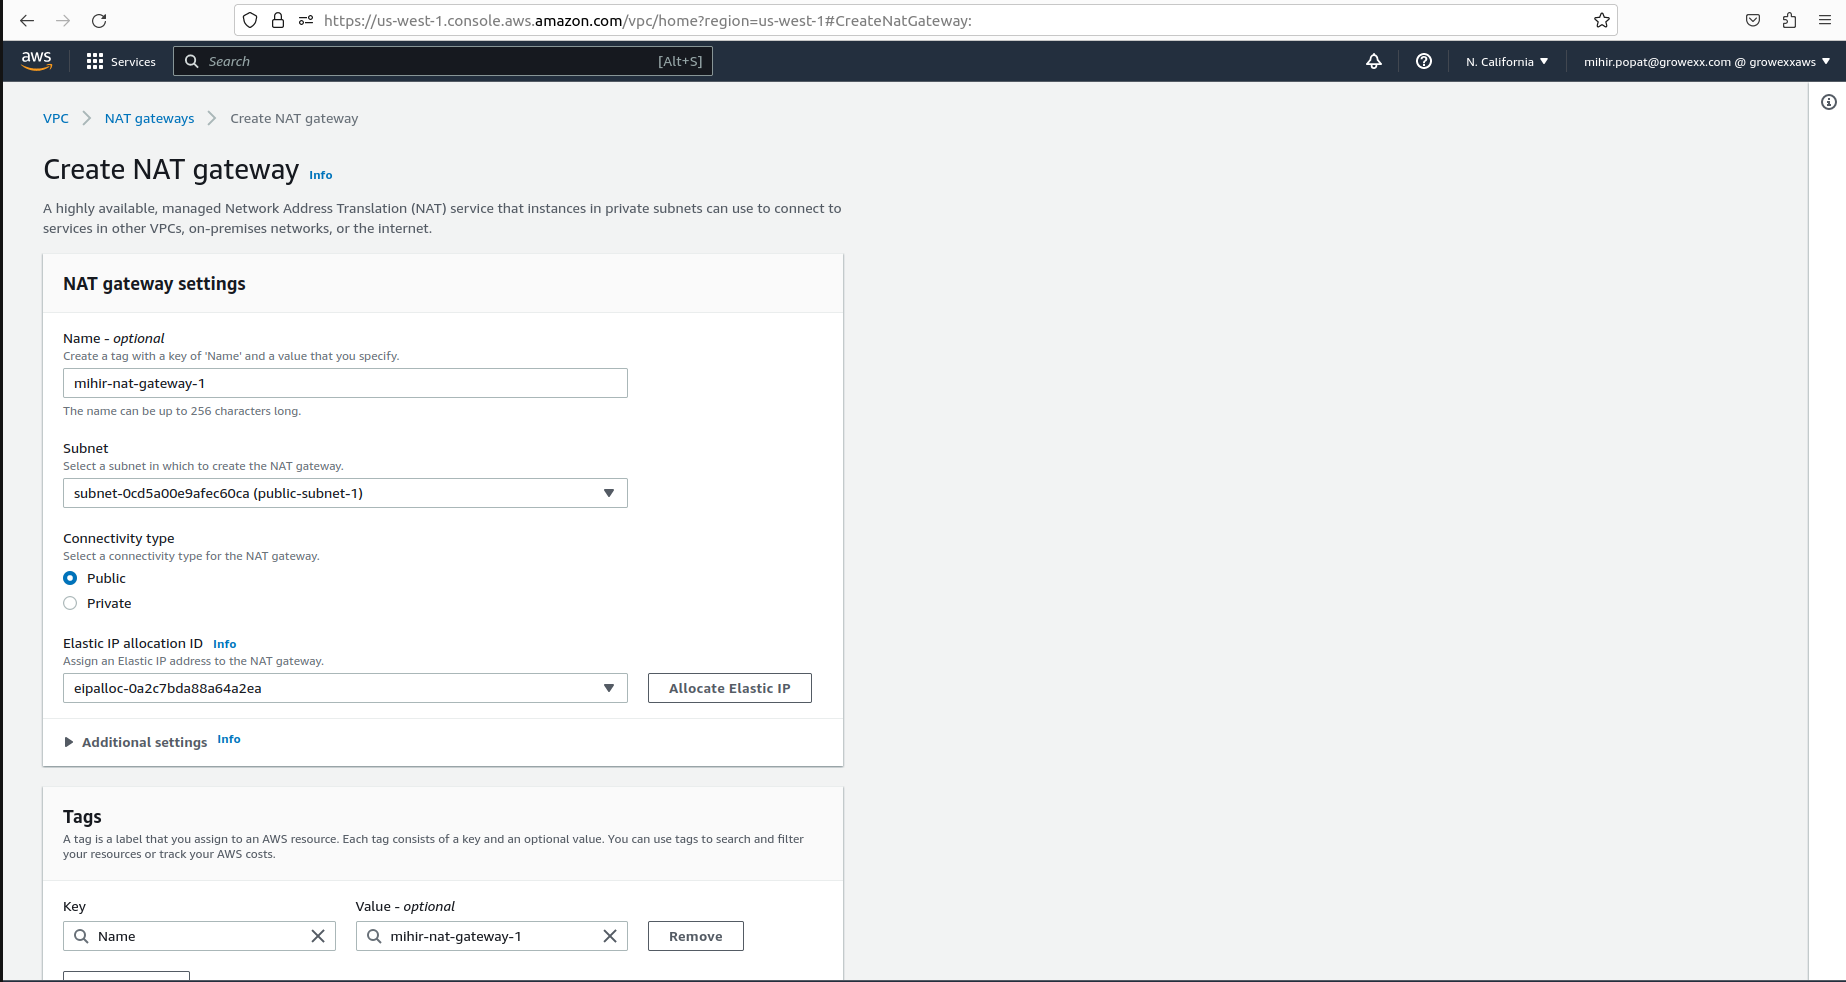 https://us-west-1.console.aws.amazon.com/vpc/home?region=us-west-1#CreateNatGateway:
aws Services Search [Alt+S] N. California mihir.popat@growexx.com @ growexxaws
VPC NAT gateways Create NAT gateway
Create NAT gateway Info
A highly available, managed Network Address Translation (NAT) service that instances in private subnets can use to connect to
services in other VPCs, on-premises networks, or the internet.
NAT gateway settings
Name - optional
Create a tag with a key of 'Name' and a value that you specify.
mihir-nat-gateway-1
The name can be up to 256 characters long.
Subnet
Select a subnet in which to create the NAT gateway.
subnet-0cd5a00e9afec60ca (public-subnet-1)
Connectivity type
Select a connectivity type for the NAT gateway.
Public
Private
Elastic IP allocation ID Info
Assign an Elastic IP address to the NAT gateway.
eipalloc-0a2c7bda88a64a2ea Allocate Elastic IP
Additional settings Info
Tags
A tag is a label that you assign to an AWS resource. Each tag consists of a key and an optional value. You can use tags to search and filter
your resources or track your AWS costs.
Key Value - optional
Name mihir-nat-gateway-1 Remove